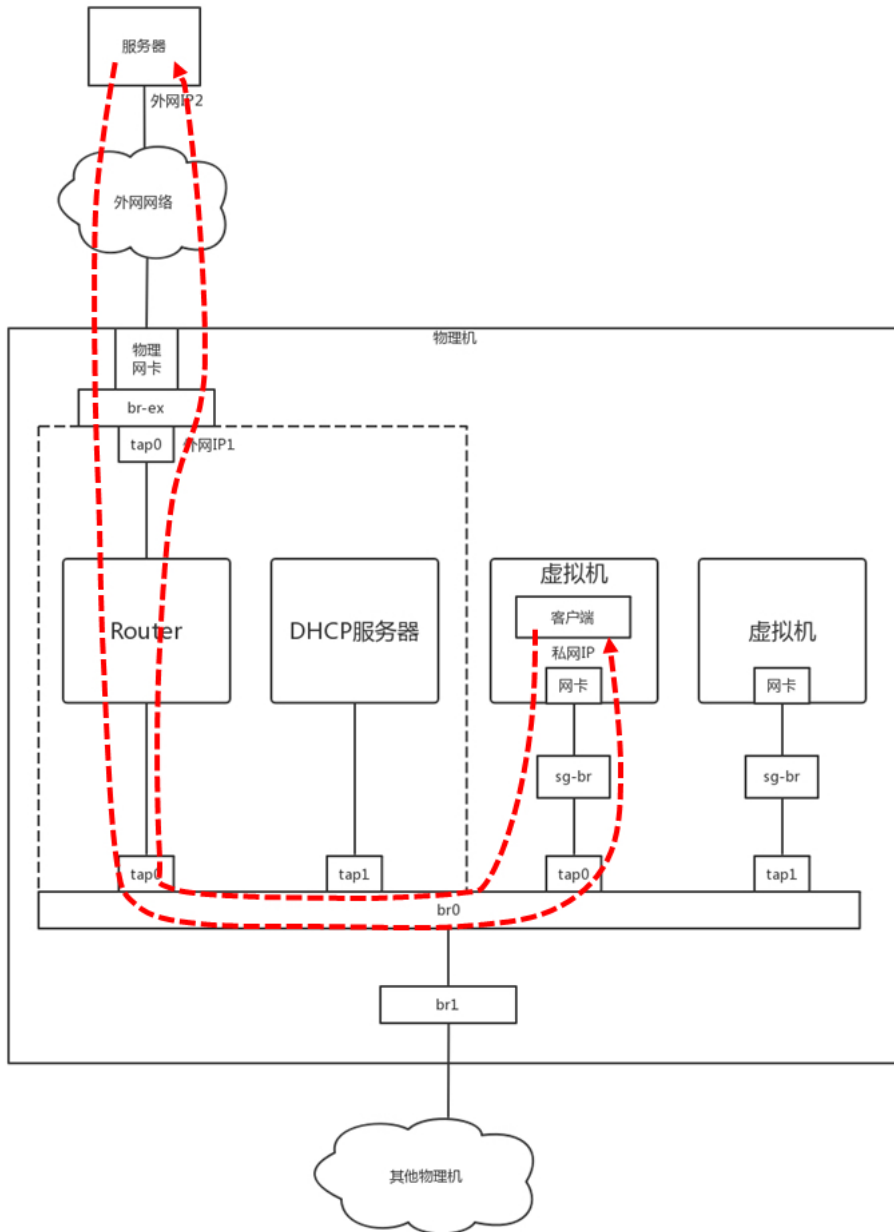 服务器
外网IP2
外网网络
物理机
物理
网卡
br-ex
tap0
外网IP1
Router
DHCP服务器
虚拟机
客户端
私网IP
网卡
虚拟机
网卡
sg-br
sg-br
tap0
tap1
tap0
tap1
br0
br1
其他物理机